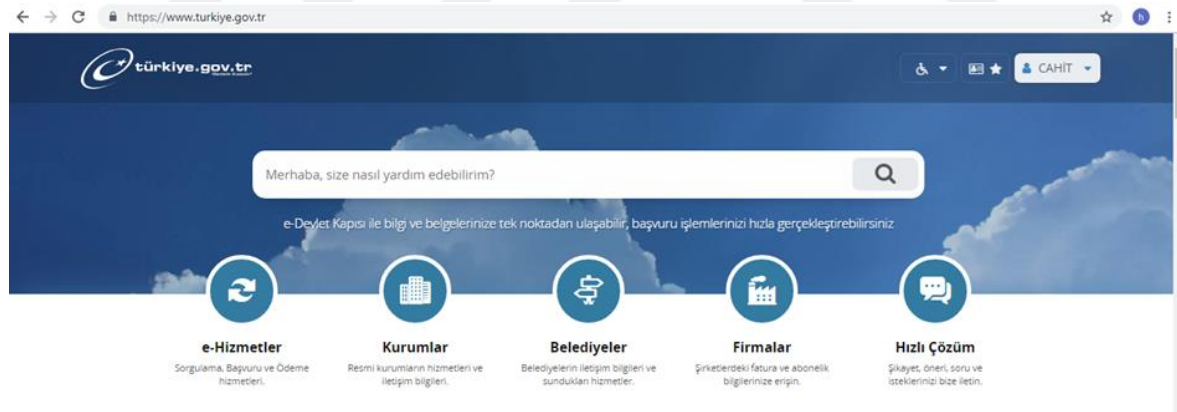 https://www.turkiye.gov.tr
türkiye.gov.tr
CAHİT
Merhaba, size nasıl yardım edebilirim?
e-Devlet Kapısı ile bilgi ve belgelerinize tek noktadan ulaşabilir, başvuru işlemlerinizi hızla gerçekleştirebilirsiniz
e-Hizmetler
Sorgulama, Başvuru ve Ödeme
hizmetleri.
Kurumlar
Resmi kurumların hizmetleri ve
iletişim bilgileri.
Belediyeler
Belediyelerin iletişim bilgileri ve
sundukları hizmetler.
Firmalar
Şirketlerdeki fatura ve abonelik
bilgilerinize erişin.
Hızlı Çözüm
Şikayet, öneri, soru ve
isteklerinizi bize iletin.